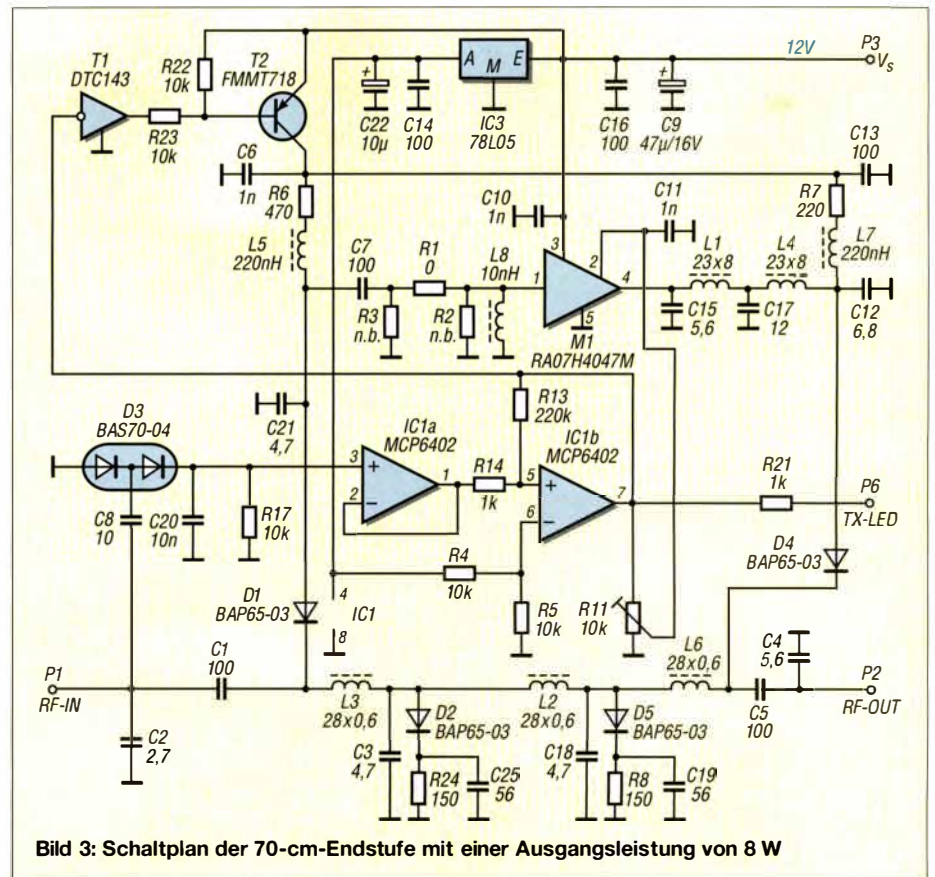 T1
DTC143
R22
10k
T2
FMMT718
R23
10k
C6
1n
R6
470
L5
220nH
+
C22
10µ
C14
100
A M E
IC3
78L05
12V
P3
Vs
C16
100
+
C9
47µ/16V
C13
100
R7
220
L7
220nH
C10
1n
C11
1n
C7
100
R1
0
L8
10nH
R3
n.b.
R2
n.b.
1
3
2
4
5
M1
RA07H4047M
L1
23x8
L4
23x8
C15
5,6
C17
12
C12
6,8
C21
4,7
D3
BAS70-04
C8
10
C20
10n
R17
10k
IC1a
MCP6402
3
+
2
–
1
R14
1k
R13
220k
IC1b
MCP6402
5
+
6
–
7
R21
1k
P6
TX-LED
R4
10k
4
IC1
8
R5
10k
R11
10k
D4
BAP65-03
D1
BAP65-03
P1
RF-IN
C1
100
C2
2,7
L3
28x0,6
C3
4,7
D2
BAP65-03
R24
150
C25
56
L2
28x0,6
C18
4,7
D5
BAP65-03
R8
150
C19
56
L6
28x0,6
C4
5,6
C5
100
P2
RF-OUT
Bild 3: Schaltplan der 70-cm-Endstufe mit einer Ausgangsleistung von 8 W